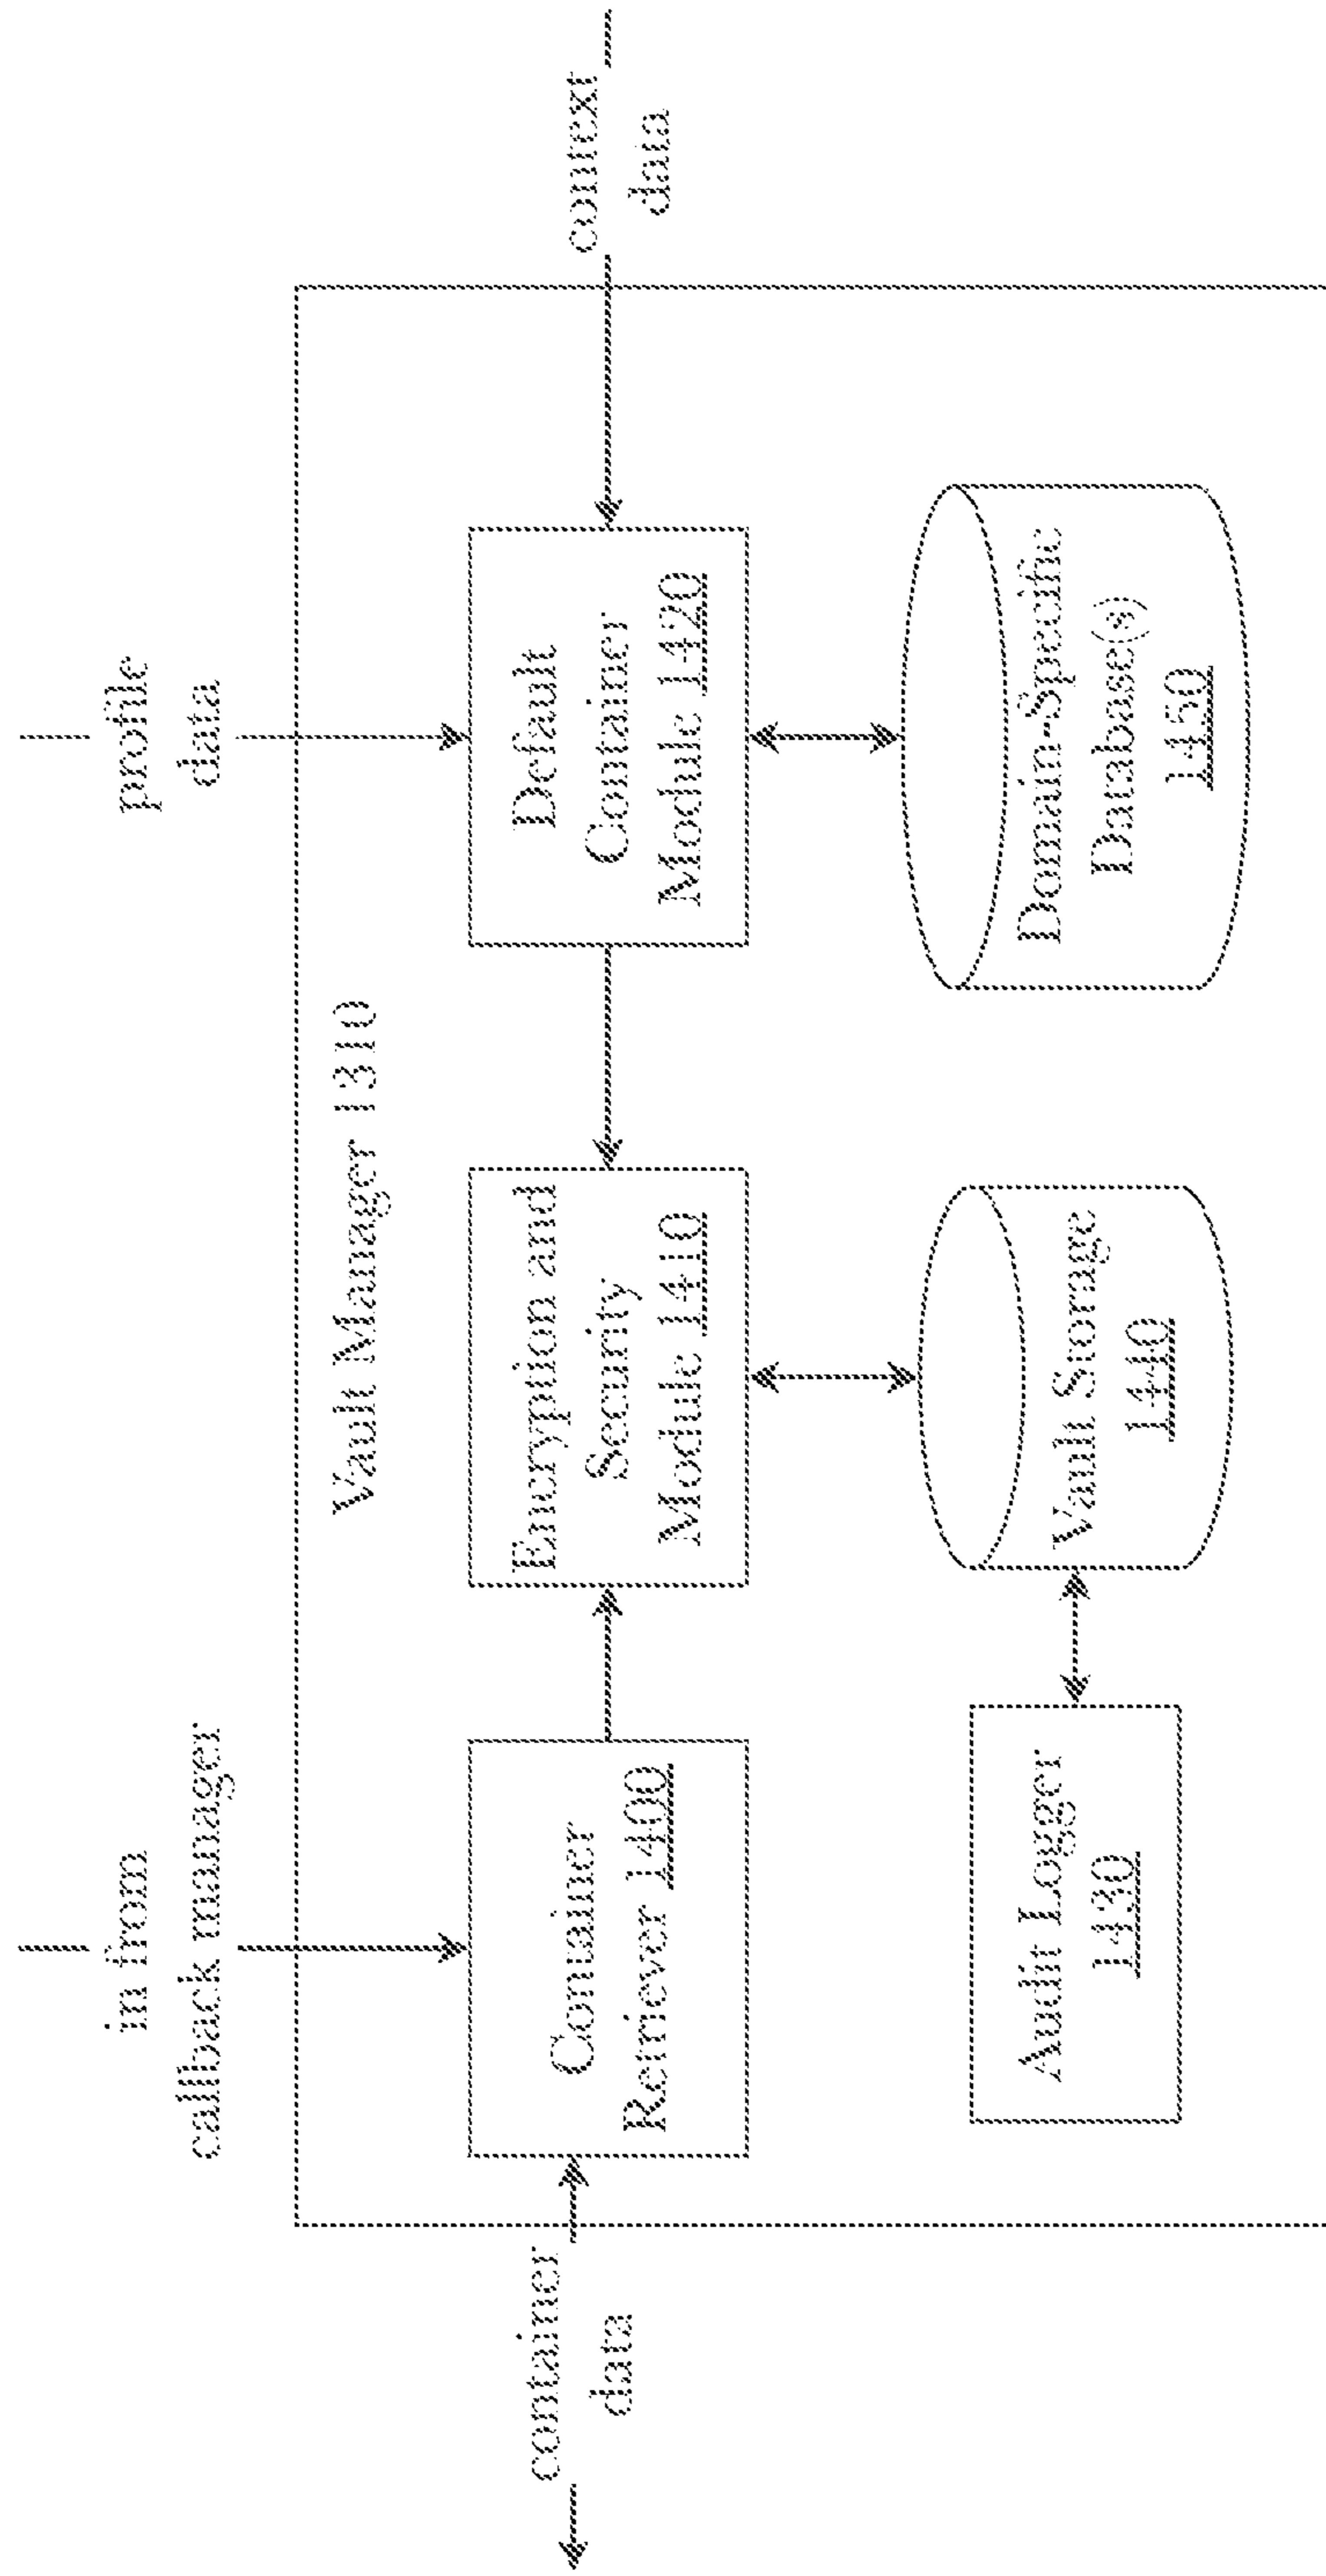 in from
callback manager
profile
data
Vault Manager 1310
container
data
Container
Retriever 1400
Encryption and
Security
Module 1410
Default
Container
Module 1420
context
data
Audit Logger
1430
Vault Storage
1440
Domain-Specific
Database(s)
1450